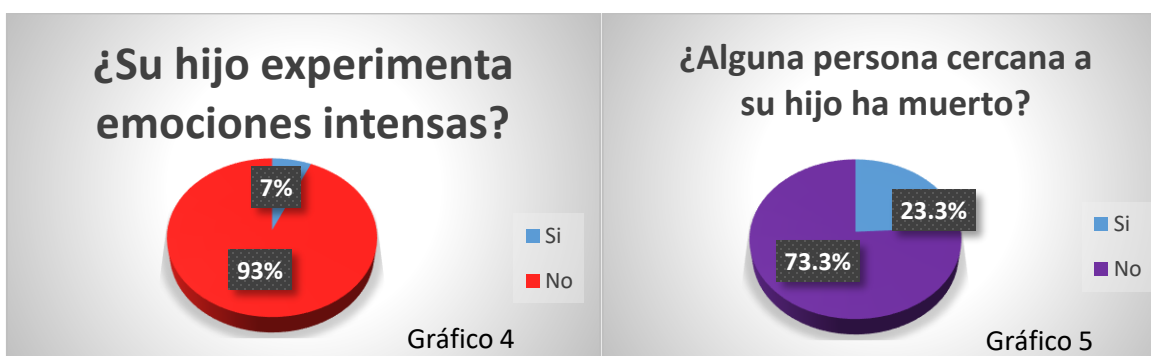 ¿Su hijo experimenta
emociones intensas?
7%
93%
Si
No
Gráfico 4
¿Alguna persona cercana a
su hijo ha muerto?
23.3%
73.3%
Si
No
Gráfico 5